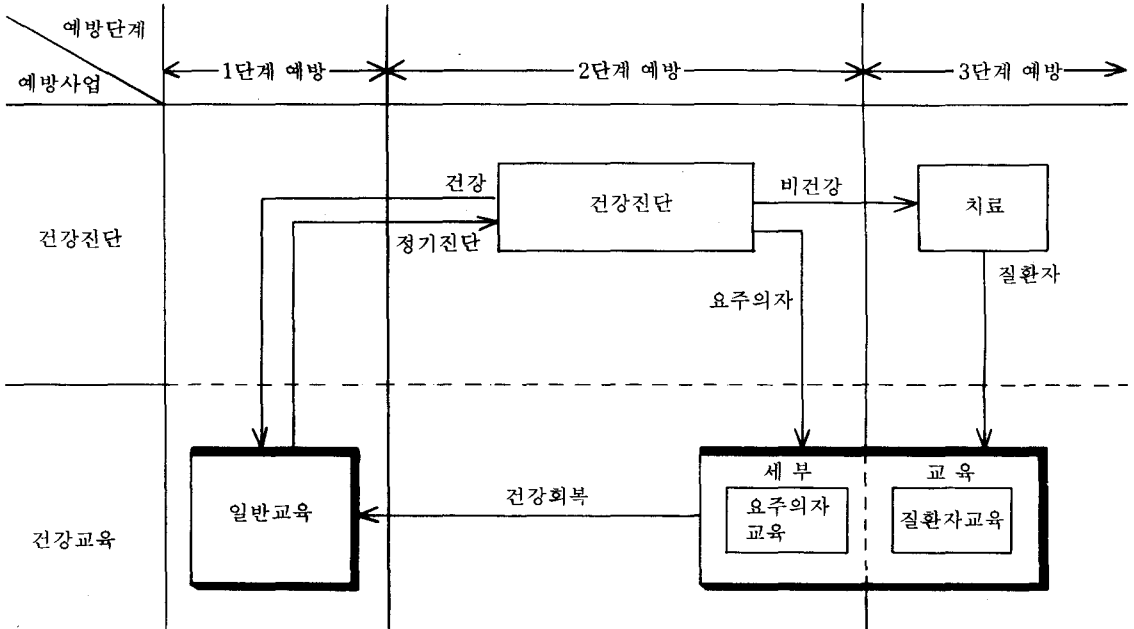 예방단계
예방사업
1단계 예방
2단계 예방
3단계 예방
건강진단
건강
정기진단
건강진단
비건강
치료
요주의자
질환자
건강교육
일반교육
건강회복
세 부
교 육
요주의자
교육
질환자교육